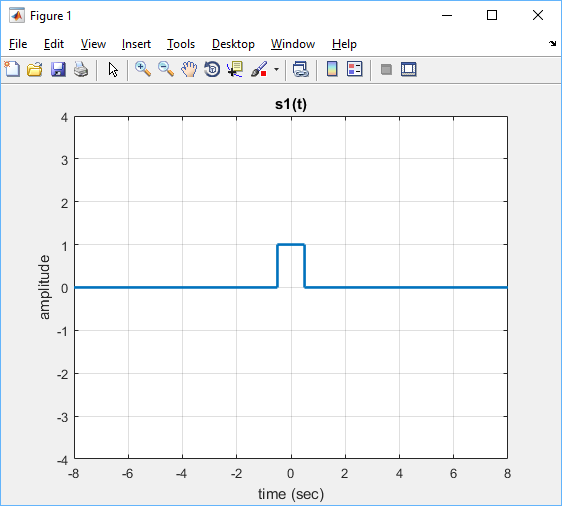 Figure 1
File Edit View Insert Tools Desktop Window Help
s1(t)
4
3
2
1
0
-1
-2
-3
-4
amplitude
-8 -6 -4 -2 0 2 4 6 8
time (sec)